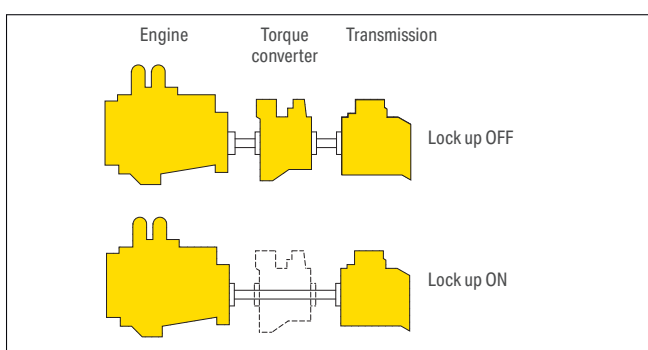 Engine
Torque
converter
Transmission
Lock up OFF
Lock up ON